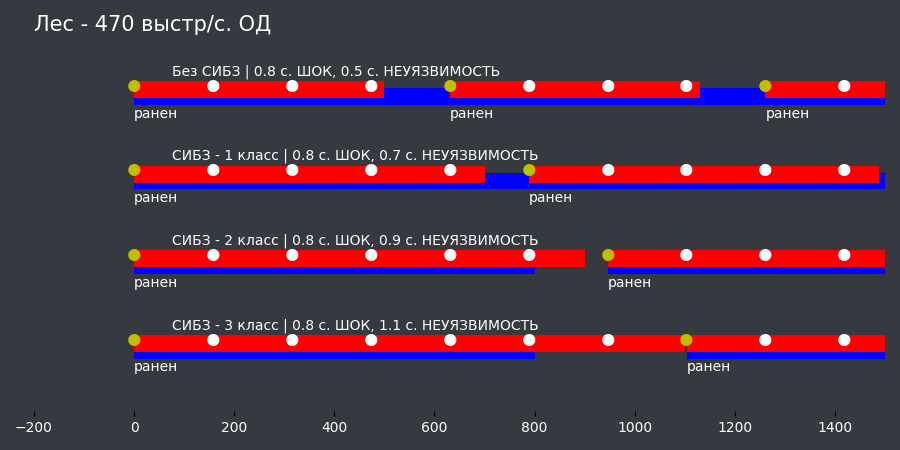 Лес - 470 выстр/с. ОД
Без СИБЗ | 0.8 с. ШОК, 0.5 с. НЕУЯЗВИМОСТЬ
ранен ранен ранен
СИБЗ - 1 класс | 0.8 с. ШОК, 0.7 с. НЕУЯЗВИМОСТЬ
ранен ранен
СИБЗ - 2 класс | 0.8 с. ШОК, 0.9 с. НЕУЯЗВИМОСТЬ
ранен ранен
СИБЗ - 3 класс | 0.8 с. ШОК, 1.1 с. НЕУЯЗВИМОСТЬ
ранен ранен
−200 0 200 400 600 800 1000 1200 1400